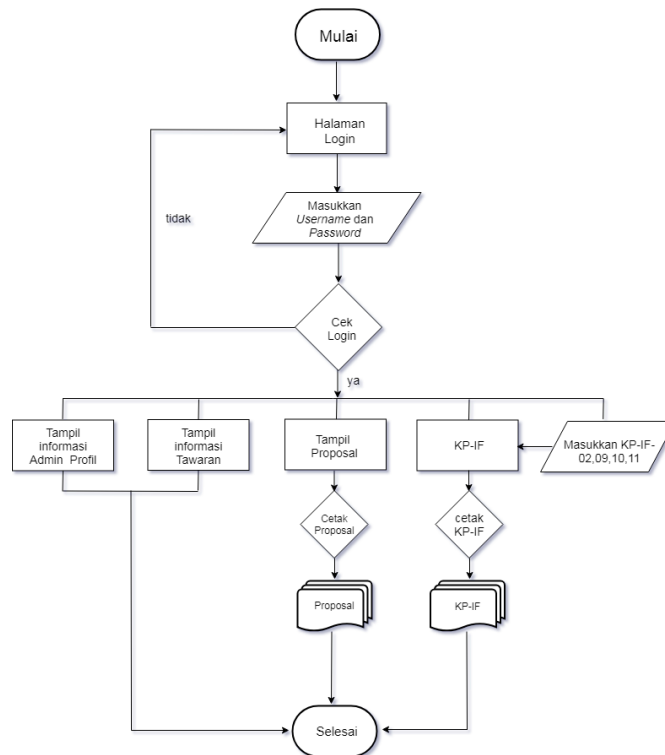 Mulai
Halaman
Login
Masukkan
Username dan
Password
tidak
Cek
Login
ya
Tampil
informasi
Admin Profil
Tampil
informasi
Tawaran
Tampil
Proposal
KP-IF
Masukkan KP-IF-
02,09,10,11
Cetak
Proposal
cetak
KP-IF
Proposal
KP-IF
Selesai